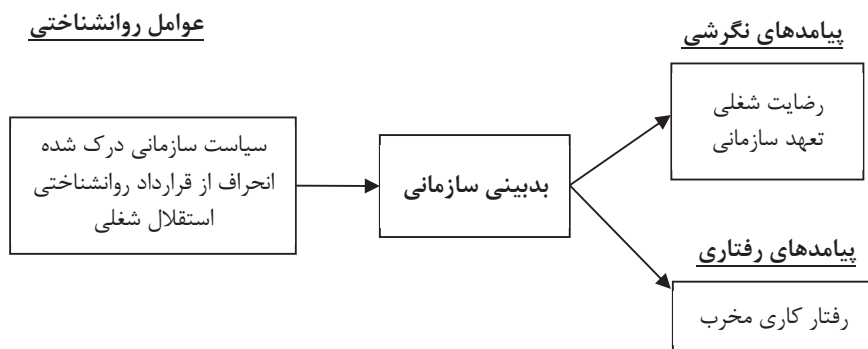 عوامل روانشناختی
سیاست سازمانی درک شده
انحراف از قرارداد روانشناختی
استقلال شغلی
بدبینی سازمانی
پیامدهای نگرشی
رضایت شغلی
تعهد سازمانی
پیامدهای رفتاری
رفتار کاری مخرب